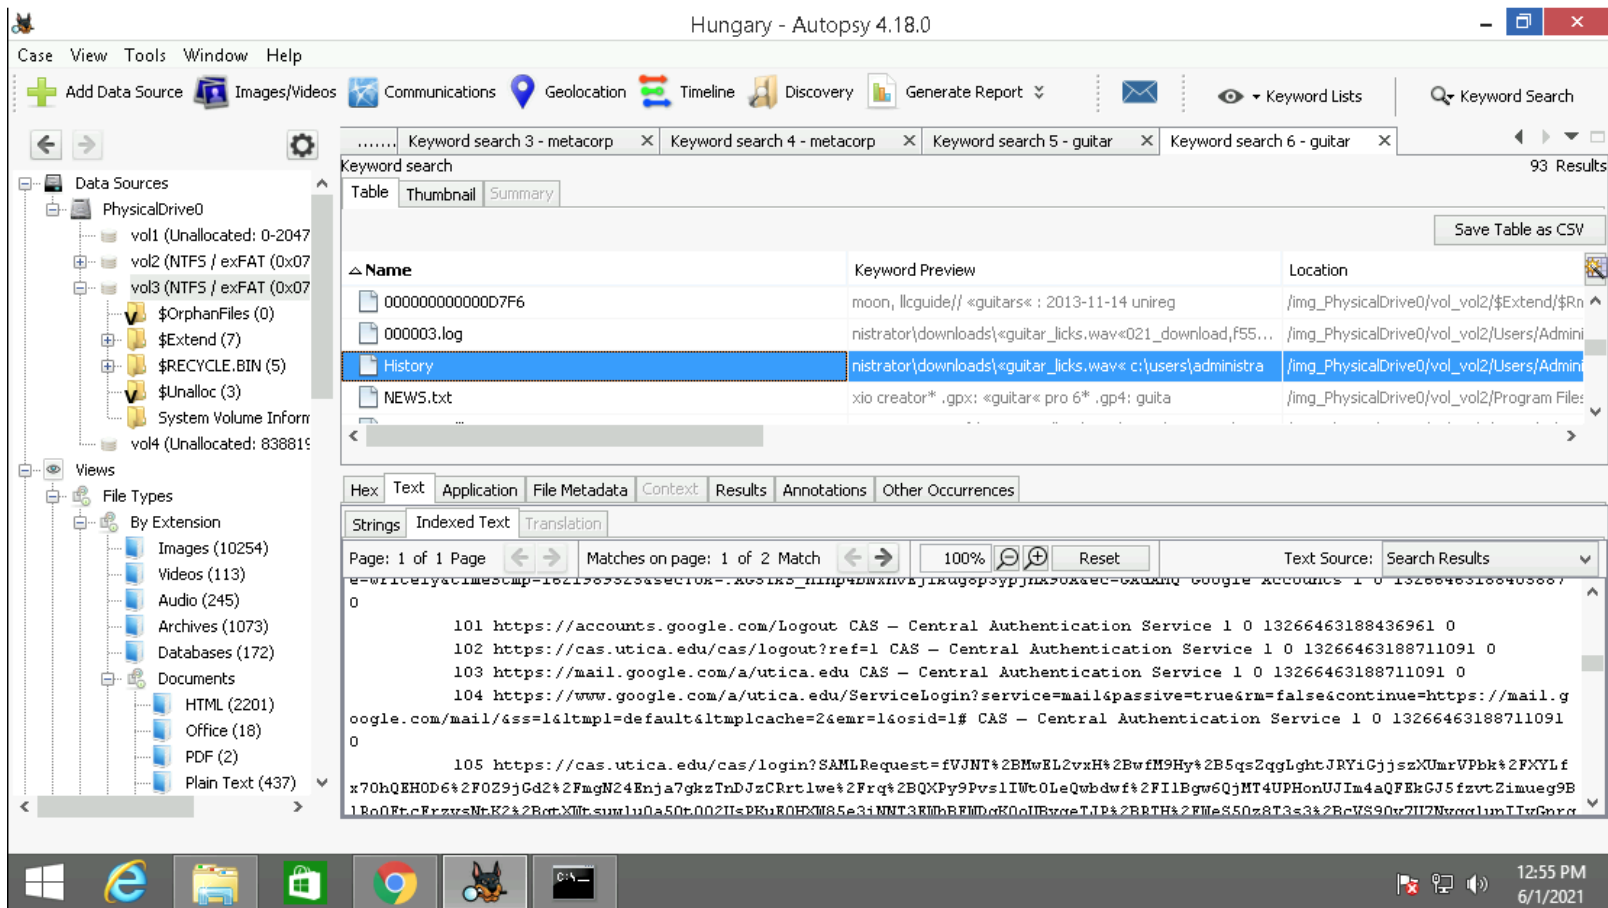 Hungary - Autopsy 4.18.0
Case View Tools Window Help
Add Data Source Images/Videos Communications Geolocation Timeline Discovery Generate Report Keyword Lists Keyword Search
....... Keyword search 3 - metacorp Keyword search 4 - metacorp Keyword search 5 - guitar Keyword search 6 - guitar
Keyword search 93 Results
Table Thumbnail Summary
Save Table as CSV
Name Keyword Preview Location
000000000000D7F6 moon, llcguide// «guitars« : 2013-11-14 unireg /img_PhysicalDrive0/vol_vol2/$Extend/$Rn
000003.log nistrator\downloads\«guitar_licks.wav«021_download,f55... /img_PhysicalDrive0/vol_vol2/Users/Admini
History nistrator\downloads\«guitar_licks.wav« c:\users\administra /img_PhysicalDrive0/vol_vol2/Users/Admini
NEWS.txt xio creator* .gpx: «guitar« pro 6* .gp4: guita /img_PhysicalDrive0/vol_vol2/Program Files
Data Sources
PhysicalDrive0
vol1 (Unallocated: 0-2047
vol2 (NTFS / exFAT (0x07
vol3 (NTFS / exFAT (0x07
$OrphanFiles (0)
$Extend (7)
$RECYCLE.BIN (5)
$Unalloc (3)
System Volume Inform
vol4 (Unallocated: 838819
Views
File Types
By Extension
Images (10254)
Videos (113)
Audio (245)
Archives (1073)
Databases (172)
Documents
HTML (2201)
Office (18)
PDF (2)
Plain Text (437)
Hex Text Application File Metadata Context Results Annotations Other Occurrences
Strings Indexed Text Translation
Page: 1 of 1 Page Matches on page: 1 of 2 Match 100% Reset Text Source: Search Results
Google Accounts 1 0
0
101 https://accounts.google.com/Logout CAS – Central Authentication Service 1 0 13266463188436961 0
102 https://cas.utica.edu/cas/logout?ref=1 CAS – Central Authentication Service 1 0 13266463188711091 0
103 https://mail.google.com/a/utica.edu CAS – Central Authentication Service 1 0 13266463188711091 0
104 https://www.google.com/a/utica.edu/ServiceLogin?service=mail&passive=true&rm=false&continue=https://mail.g
oogle.com/mail/&ss=1&ltmpl=default&ltmplcache=2&emr=1&osid=1# CAS – Central Authentication Service 1 0 13266463188711091
0
105 https://cas.utica.edu/cas/login?SAMLRequest=fVJNT%2BMwEL2vxH%2BwfM9Hy%2B5qsZqgLghtJRYiGjjszXUmrVPbk%2FXYLf
x7OhQEHOD6%2F0Z9jGd2%2FmgN24Enja7gkzTnDJzCRrtlwe%2Frq%2BQXPy9PvslIWtOLeQwbdwf%2FIlBgw6QjMT4UPHonUJIm4aQFEkGJ5fzvtZimueg9B
12:55 PM
6/1/2021